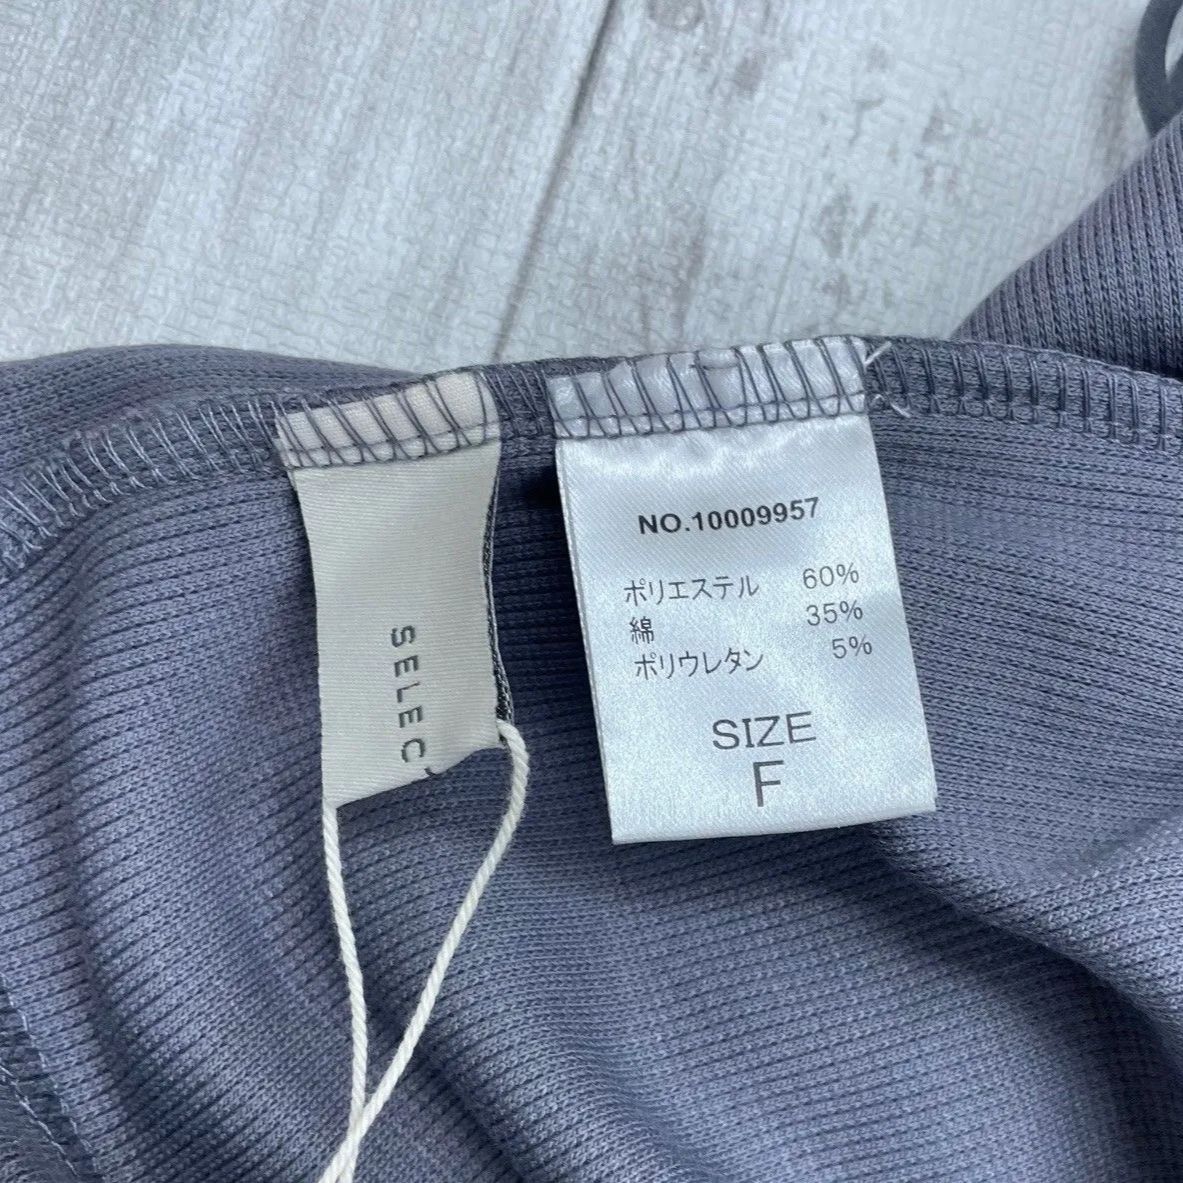 SELECT
NO.10009957
ポリエステル 60%
綿 35%
ポリウレタン 5%
SIZE
F